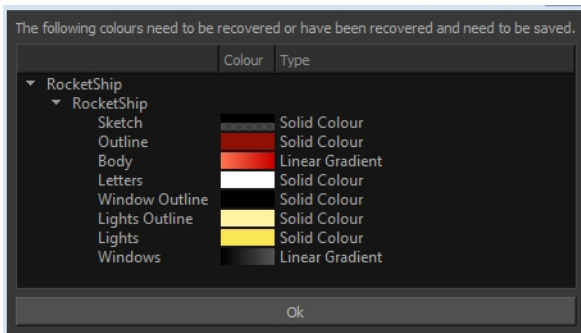 The following colours need to be recovered or have been recovered and need to be saved.
Colour Type
RocketShip
RocketShip
Sketch Solid Colour
Outline Solid Colour
Body Linear Gradient
Letters Solid Colour
Window Outline Solid Colour
Lights Outline Solid Colour
Lights Solid Colour
Windows Linear Gradient
Ok